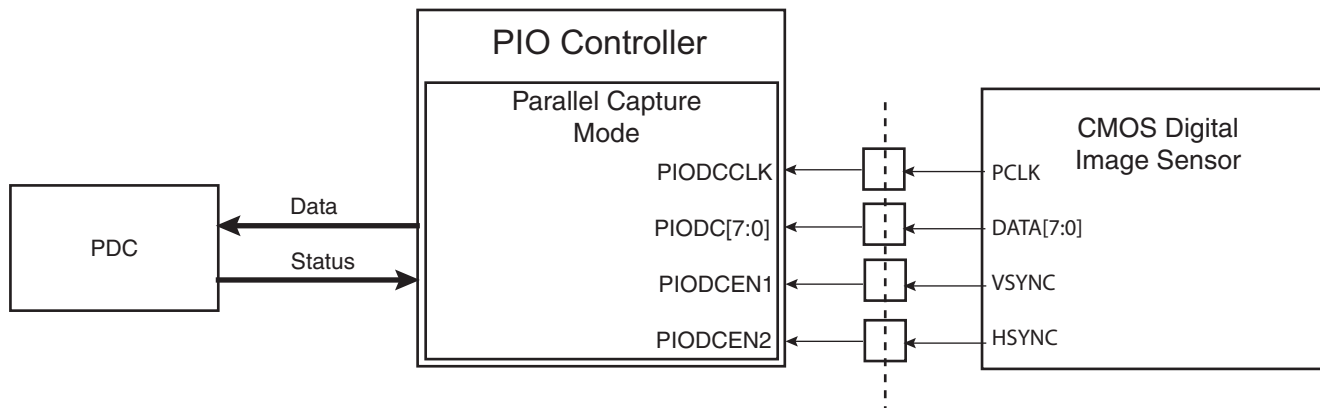 PIO Controller
Parallel Capture
Mode
CMOS Digital
Image Sensor
PIODCCLK
PCLK
Data
PDC
PIODC[7:0]
DATA[7:0]
Status
PIODCEN1
VSYNC
PIODCEN2
HSYNC